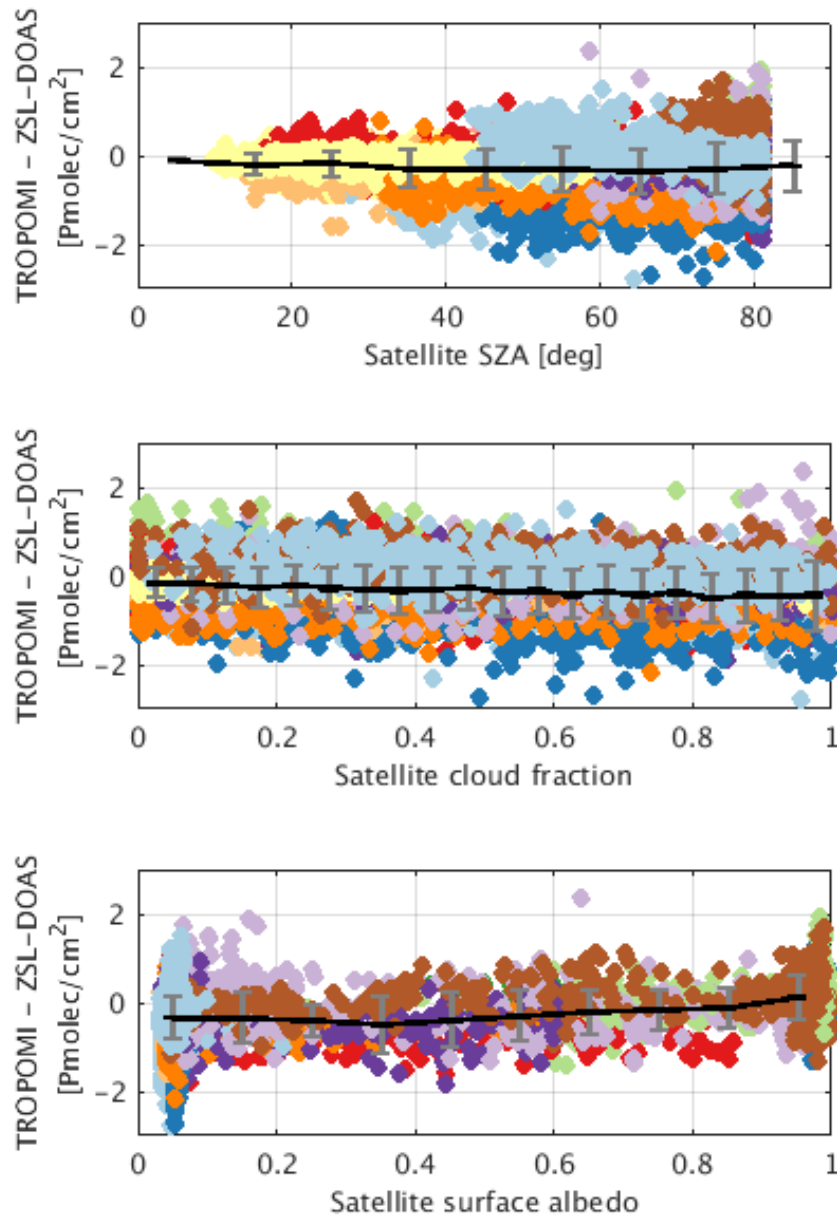 TROPOMI – ZSL–DOAS
[Pmolec/cm²]
2
0
−2
0 20 40 60 80
Satellite SZA [deg]
TROPOMI – ZSL–DOAS
[Pmolec/cm²]
2
0
−2
0 0.2 0.4 0.6 0.8 1
Satellite cloud fraction
TROPOMI – ZSL–DOAS
[Pmolec/cm²]
2
0
−2
0 0.2 0.4 0.6 0.8 1
Satellite surface albedo